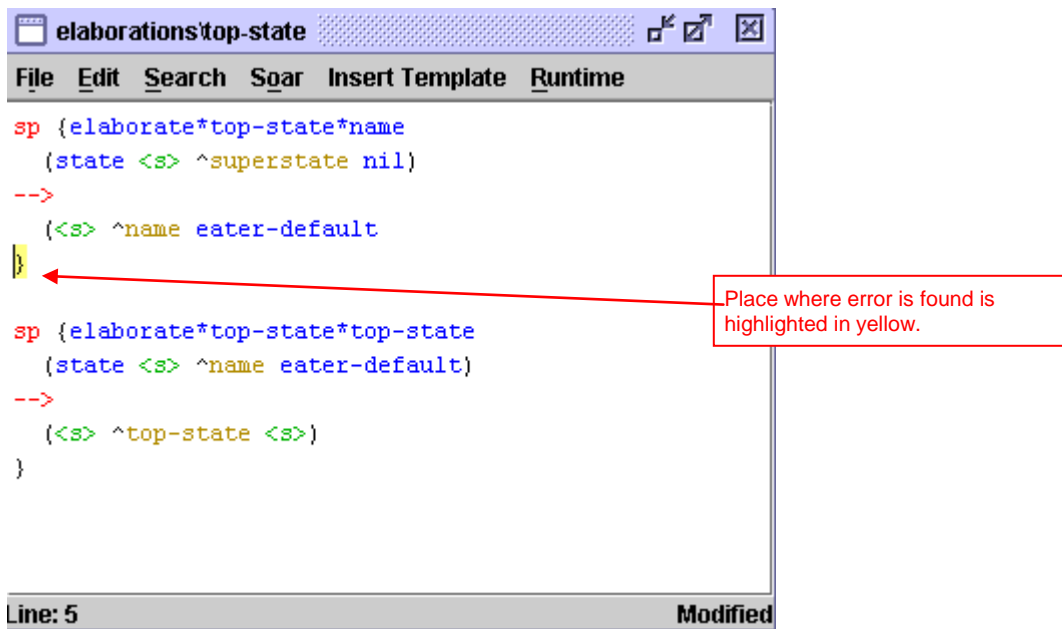 elaborations\top-state
File Edit Search Soar Insert Template Runtime
sp {elaborate*top-state*name
(state <s> ^superstate nil)
-->
(<s> ^name eater-default
}
Place where error is found is
highlighted in yellow.
sp {elaborate*top-state*top-state
(state <s> ^name eater-default)
-->
(<s> ^top-state <s>)
}
Line: 5 Modified